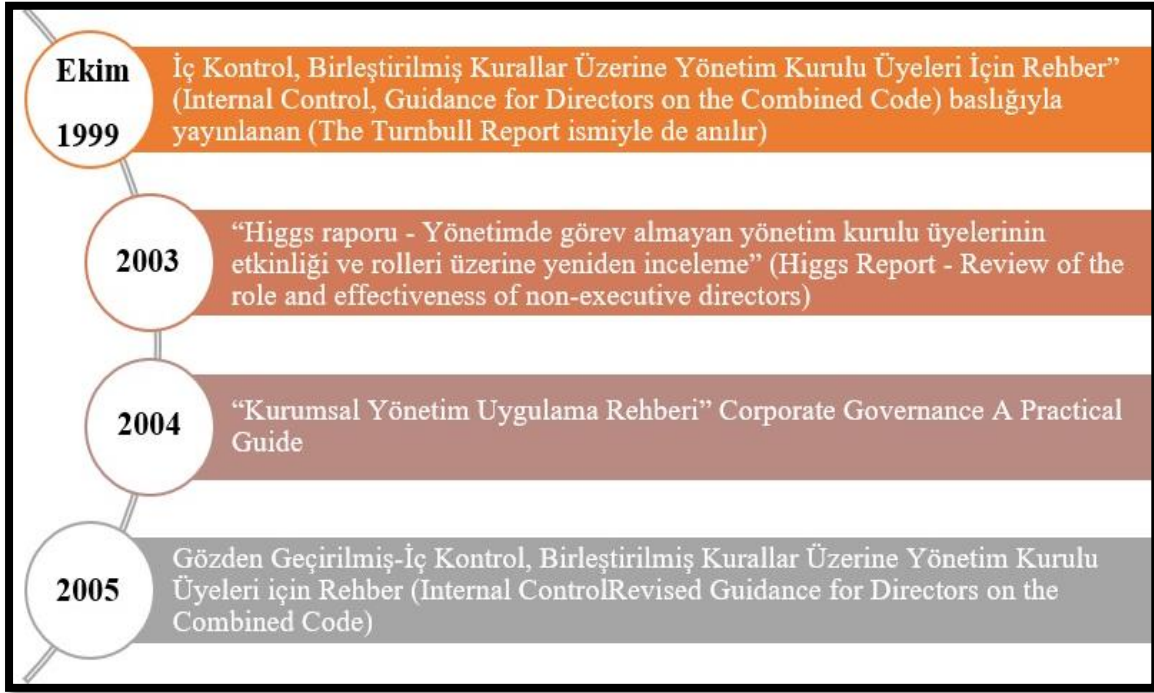 Ekim
1999
İç Kontrol, Birleştirilmiş Kurallar Üzerine Yönetim Kurulu Üyeleri İçin Rehber”
(Internal Control, Guidance for Directors on the Combined Code) baslığıyla
yayınlanan (The Turnbull Report ismiyle de anılır)
2003
“Higgs raporu - Yönetimde görev almayan yönetim kurulu üyelerinin
etkinliği ve rolleri üzerine yeniden inceleme” (Higgs Report - Review of the
role and effectiveness of non-executive directors)
2004
“Kurumsal Yönetim Uygulama Rehberi” Corporate Governance A Practical
Guide
2005
Gözden Geçirilmiş-İç Kontrol, Birleştirilmiş Kurallar Üzerine Yönetim Kurulu
Üyeleri için Rehber (Internal ControlRevised Guidance for Directors on the
Combined Code)